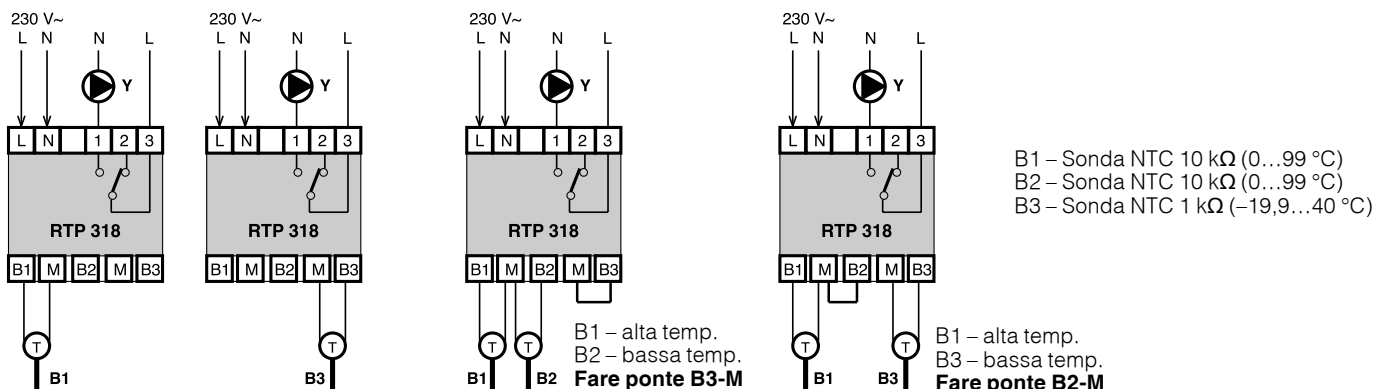 230 V~ 230 V~ 230 V~ 230 V~
L N N L L N N L L N N L L N N L
Y Y Y Y
L N 1 2 3 L N 1 2 3 L N 1 2 3 L N 1 2 3
RTP 318 RTP 318 RTP 318 RTP 318
B1 M B2 M B3 B1 M B2 M B3 B1 M B2 M B3 B1 M B2 M B3
T T T T T T
B1 B3 B1 B2 B1 B3
B1 – alta temp.
B2 – bassa temp.
Fare ponte B3-M
B1 – alta temp.
B3 – bassa temp.
Fare ponte B2-M
B1 – Sonda NTC 10 kΩ (0...99 °C)
B2 – Sonda NTC 10 kΩ (0...99 °C)
B3 – Sonda NTC 1 kΩ (–19,9...40 °C)